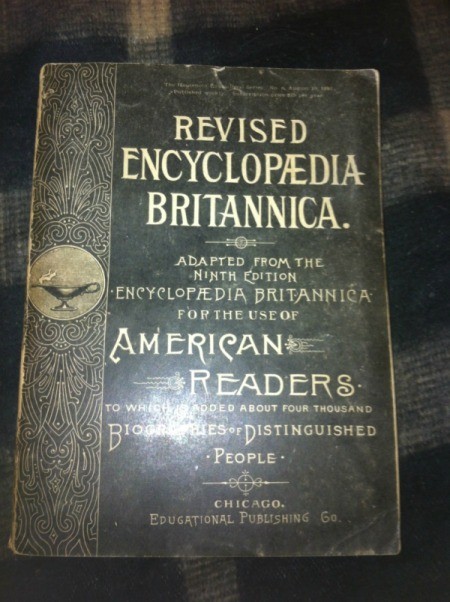 REVISED
ENCYCLOPÆDIA
BRITANNICA.
ADAPTED FROM THE
NINTH EDITION
·ENCYCLOPÆDIA BRITANNICA·
FOR THE USE OF
AMERICAN
READERS·
TO WHICH IS ADDED ABOUT FOUR THOUSAND
BIOGRAPHIES OF DISTINGUISHED
·PEOPLE·
CHICAGO.
EDUCATIONAL PUBLISHING CO.